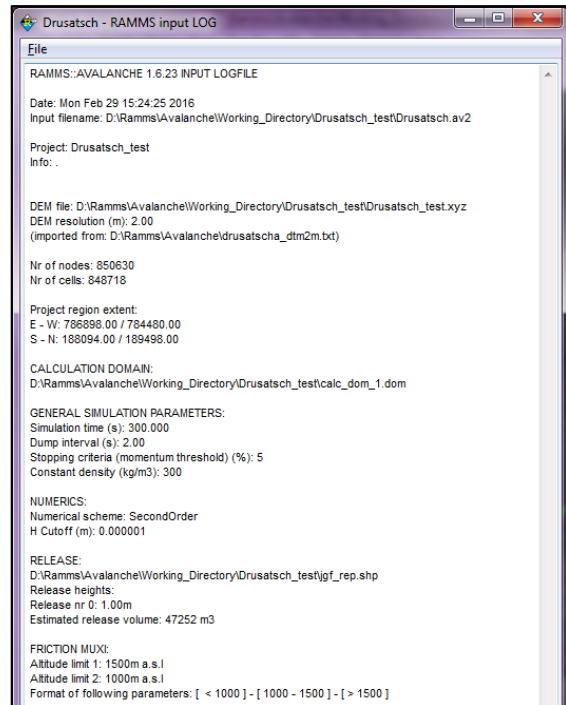 Drusatsch - RAMMS input LOG
File
RAMMS::AVALANCHE 1.6.23 INPUT LOGFILE
Date: Mon Feb 29 15:24:25 2016
Input filename: D:\Ramms\Avalanche\Working_Directory\Drusatsch_test\Drusatsch.av2
Project: Drusatsch_test
Info: .
DEM file: D:\Ramms\Avalanche\Working_Directory\Drusatsch_test\Drusatsch_test.xyz
DEM resolution (m): 2.00
(imported from: D:\Ramms\Avalanche\drusatscha_dtm2m.txt)
Nr of nodes: 850630
Nr of cells: 848718
Project region extent:
E - W: 786898.00 / 784480.00
S - N: 188094.00 / 189498.00
CALCULATION DOMAIN:
D:\Ramms\Avalanche\Working_Directory\Drusatsch_test\calc_dom_1.dom
GENERAL SIMULATION PARAMETERS:
Simulation time (s): 300.000
Dump interval (s): 2.00
Stopping criteria (momentum threshold) (%): 5
Constant density (kg/m3): 300
NUMERICS:
Numerical scheme: SecondOrder
H Cutoff (m): 0.000001
RELEASE:
D:\Ramms\Avalanche\Working_Directory\Drusatsch_test\jgf_rep.shp
Release heights:
Release nr 0: 1.00m
Estimated release volume: 47252 m3
FRICTION MUXI:
Altitude limit 1: 1500m a.s.l
Altitude limit 2: 1000m a.s.l
Format of following parameters: [ < 1000 ] - [ 1000 - 1500 ] - [ > 1500 ]